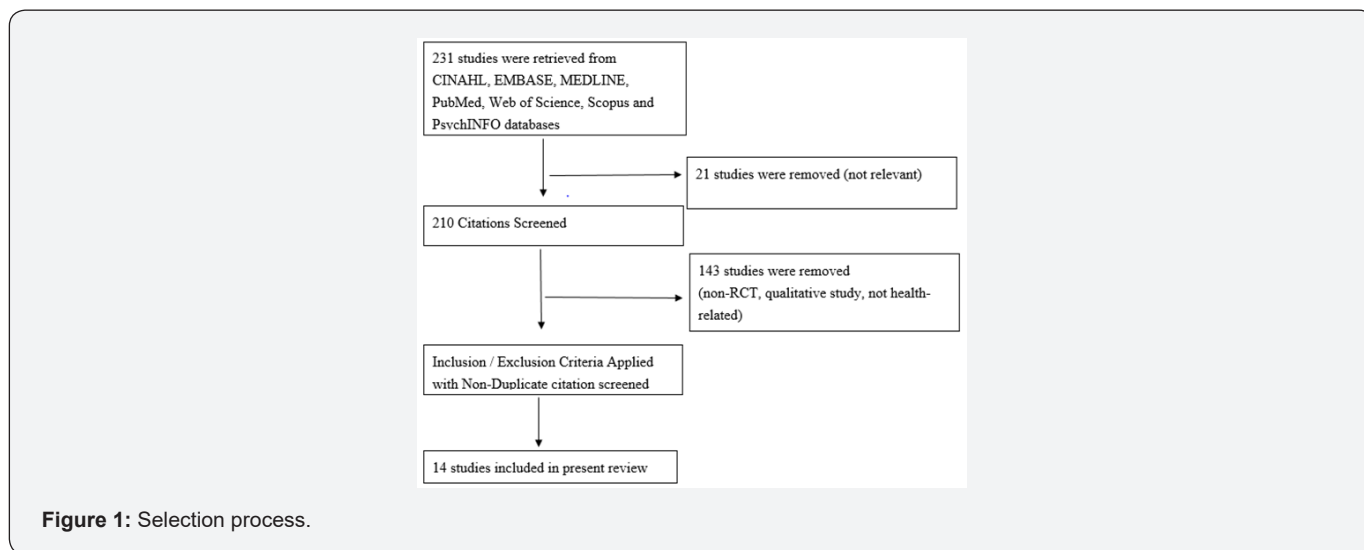 231 studies were retrieved from
CINAHL, EMBASE, MEDLINE,
PubMed, Web of Science, Scopus and
PsychINFO databases
21 studies were removed (not relevant)
210 Citations Screened
143 studies were removed
(non-RCT, qualitative study, not health-
related)
Inclusion / Exclusion Criteria Applied
with Non-Duplicate citation screened
14 studies included in present review
Figure 1: Selection process.